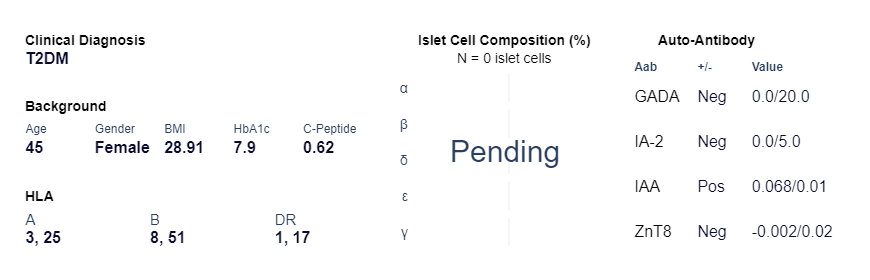 Clinical Diagnosis
T2DM
Background
Age Gender BMI HbA1c C-Peptide
45 Female 28.91 7.9 0.62
HLA
A B DR
3, 25 8, 51 1, 17
Islet Cell Composition (%)
N = 0 islet cells
α
β
δ
ε
γ
Pending
Auto-Antibody
Aab +/- Value
GADA Neg 0.0/20.0
IA-2 Neg 0.0/5.0
IAA Pos 0.068/0.01
ZnT8 Neg -0.002/0.02